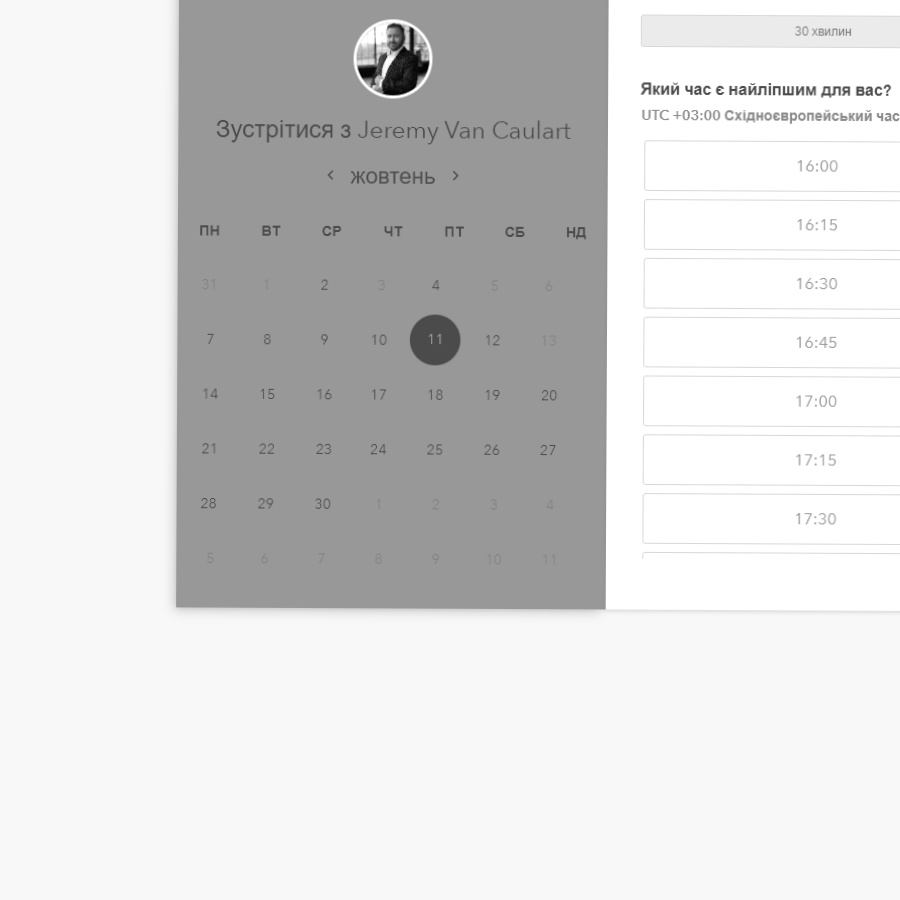 Зустрітися з Jeremy Van Caulart
жовтень
ПН ВТ СР ЧТ ПТ СБ НД
31 1 2 3 4 5 6
7 8 9 10 11 12 13
14 15 16 17 18 19 20
21 22 23 24 25 26 27
28 29 30 1 2 3 4
5 6 7 8 9 10 11
30 хвилин
Який час є найліпшим для вас?
UTC +03:00 Східноєвропейський час
16:00
16:15
16:30
16:45
17:00
17:15
17:30